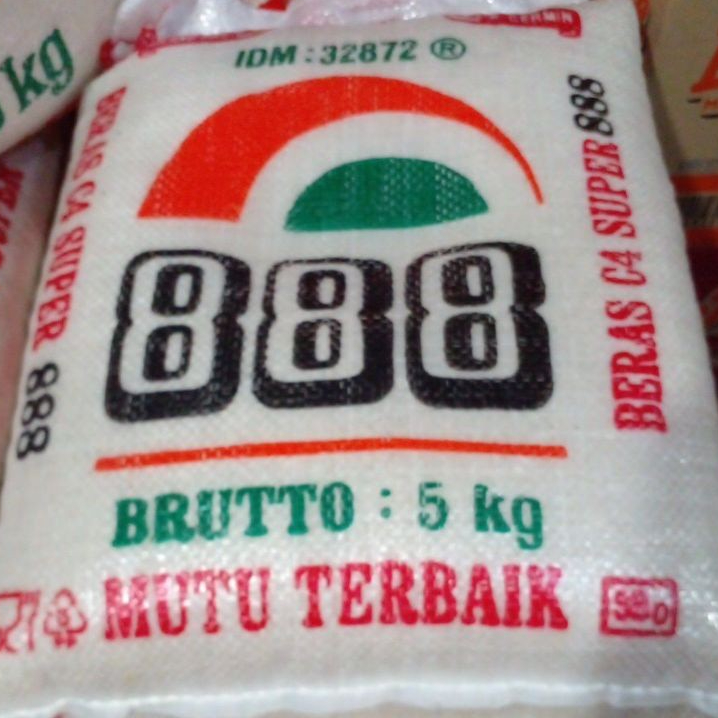 kg
IDM : 32872 ®
BERAS C4 SUPER 888
BERAS C4 SUPER 888
888
BRUTTO : 5 kg
MUTU TERBAIK